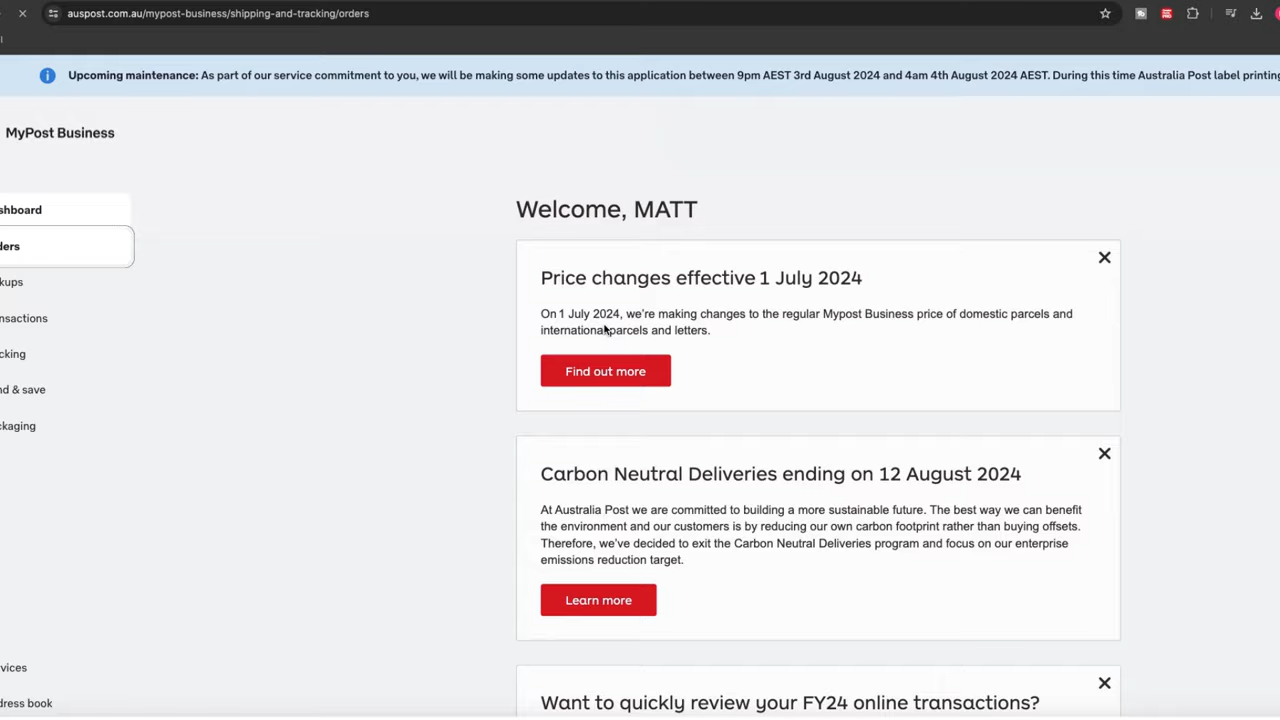 auspost.com.au/mypost-business/shipping-and-tracking/orders
Upcoming maintenance: As part of our service commitment to you, we will be making some updates to this application between 9pm AEST 3rd August 2024 and 4am 4th August 2024 AEST. During this time Australia Post label printing
MyPost Business
shboard
ders
kups
nsactions
cking
nd & save
ckaging
vices
dress book
Welcome, MATT
Price changes effective 1 July 2024
On 1 July 2024, we're making changes to the regular Mypost Business price of domestic parcels and
international parcels and letters.
Find out more
Carbon Neutral Deliveries ending on 12 August 2024
At Australia Post we are committed to building a more sustainable future. The best way we can benefit
the environment and our customers is by reducing our own carbon footprint rather than buying offsets.
Therefore, we've decided to exit the Carbon Neutral Deliveries program and focus on our enterprise
emissions reduction target.
Learn more
Want to quickly review your FY24 online transactions?